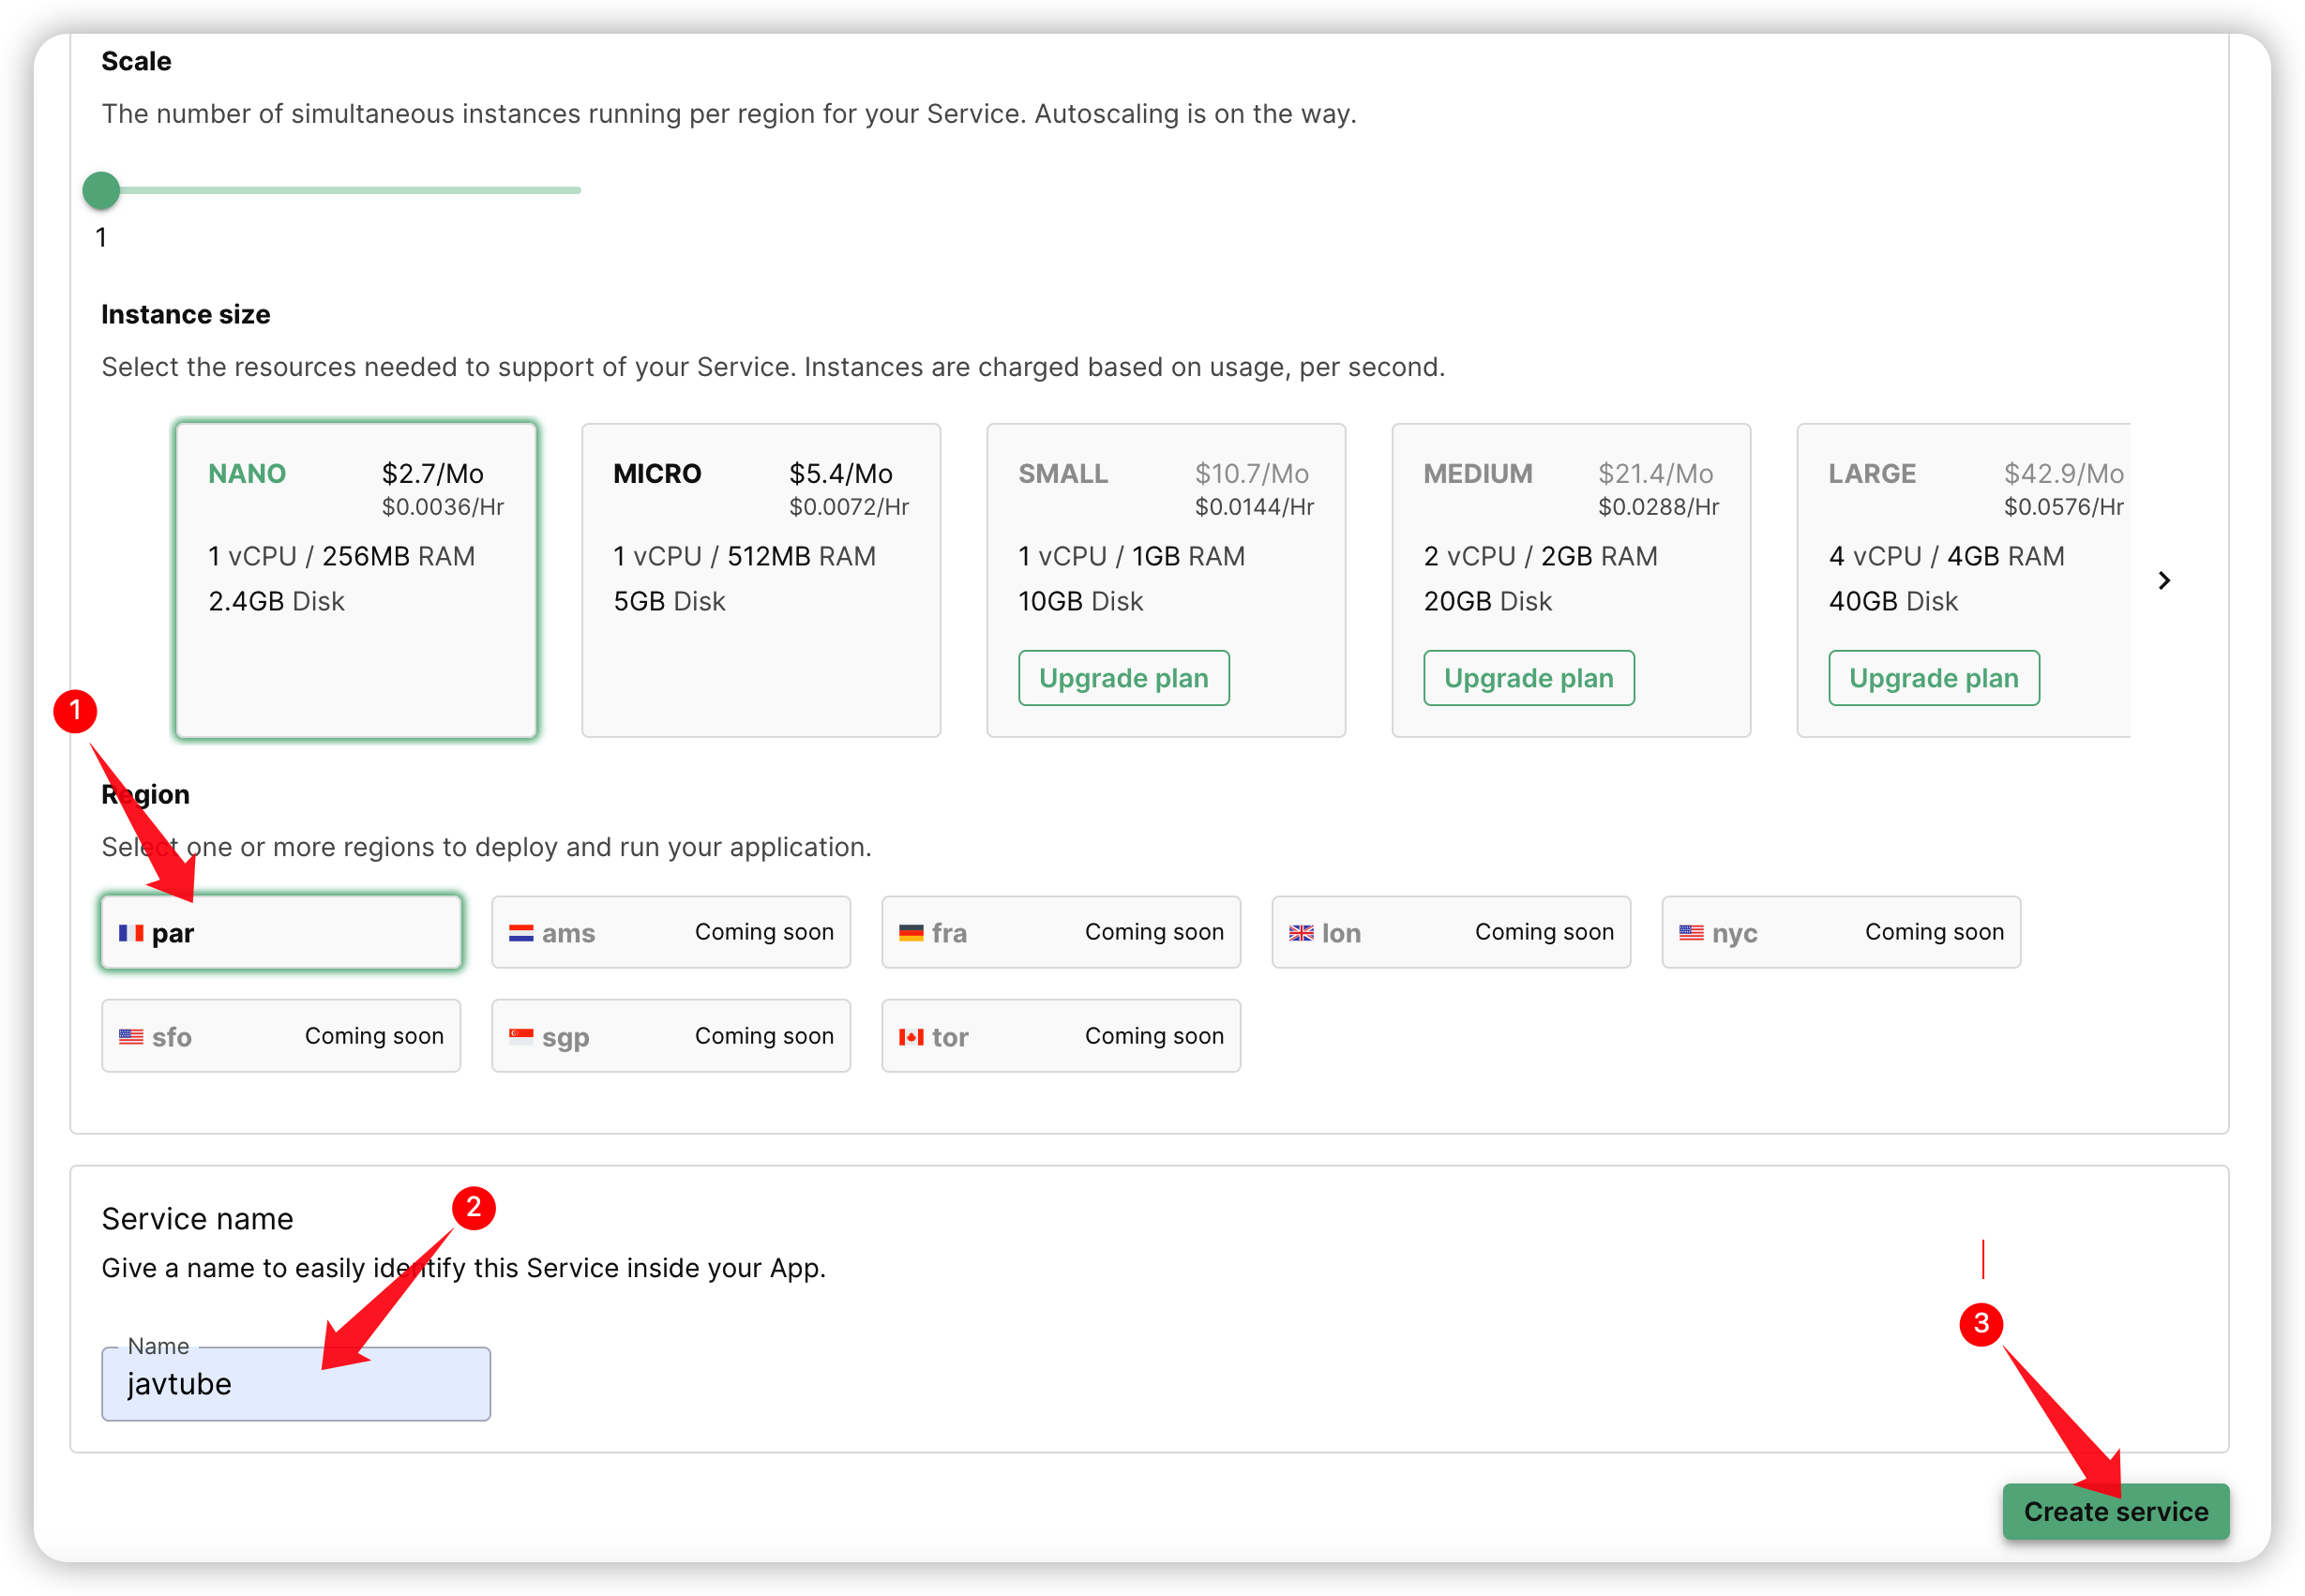 Scale
The number of simultaneous instances running per region for your Service. Autoscaling is on the way.
1
Instance size
Select the resources needed to support of your Service. Instances are charged based on usage, per second.
NANO $2.7/Mo
$0.0036/Hr
1 vCPU / 256MB RAM
2.4GB Disk
MICRO $5.4/Mo
$0.0072/Hr
1 vCPU / 512MB RAM
5GB Disk
SMALL $10.7/Mo
$0.0144/Hr
1 vCPU / 1GB RAM
10GB Disk
Upgrade plan
MEDIUM $21.4/Mo
$0.0288/Hr
2 vCPU / 2GB RAM
20GB Disk
Upgrade plan
LARGE $42.9/Mo
$0.0576/Hr
4 vCPU / 4GB RAM
40GB Disk
Upgrade plan
1
Region
Select one or more regions to deploy and run your application.
par
ams Coming soon
fra Coming soon
lon Coming soon
nyc Coming soon
sfo Coming soon
sgp Coming soon
tor Coming soon
2
Service name
Give a name to easily identify this Service inside your App.
Name
javtube
3
Create service